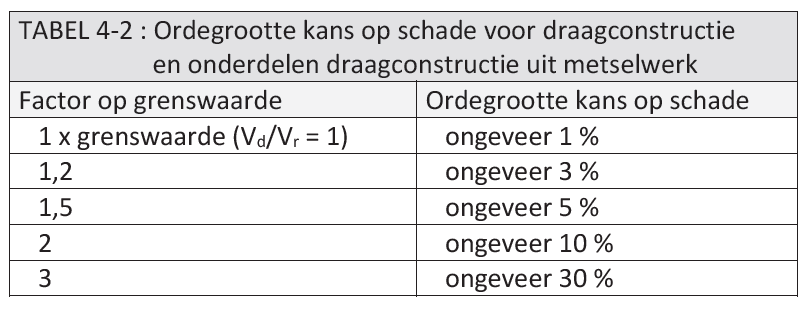 TABEL 4-2 : Ordegrootte kans op schade voor draagconstructie
en onderdelen draagconstructie uit metselwerk
Factor op grenswaarde Ordegrootte kans op schade
1 x grenswaarde (Vd/Vr = 1) ongeveer 1 %
1,2 ongeveer 3 %
1,5 ongeveer 5 %
2 ongeveer 10 %
3 ongeveer 30 %